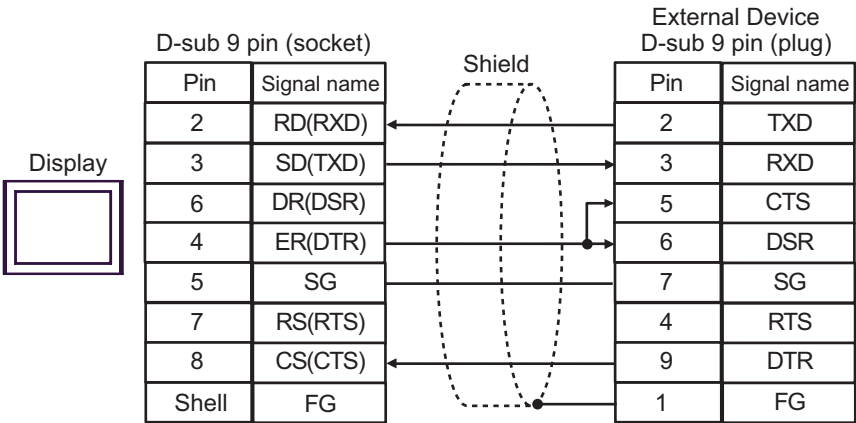 External Device
D-sub 9 pin (socket) D-sub 9 pin (plug)
Shield
Pin Signal name Pin Signal name
2 RD(RXD) 2 TXD
Display 3 SD(TXD) 3 RXD
6 DR(DSR) 5 CTS
4 ER(DTR) 6 DSR
5 SG 7 SG
7 RS(RTS) 4 RTS
8 CS(CTS) 9 DTR
Shell FG 1 FG